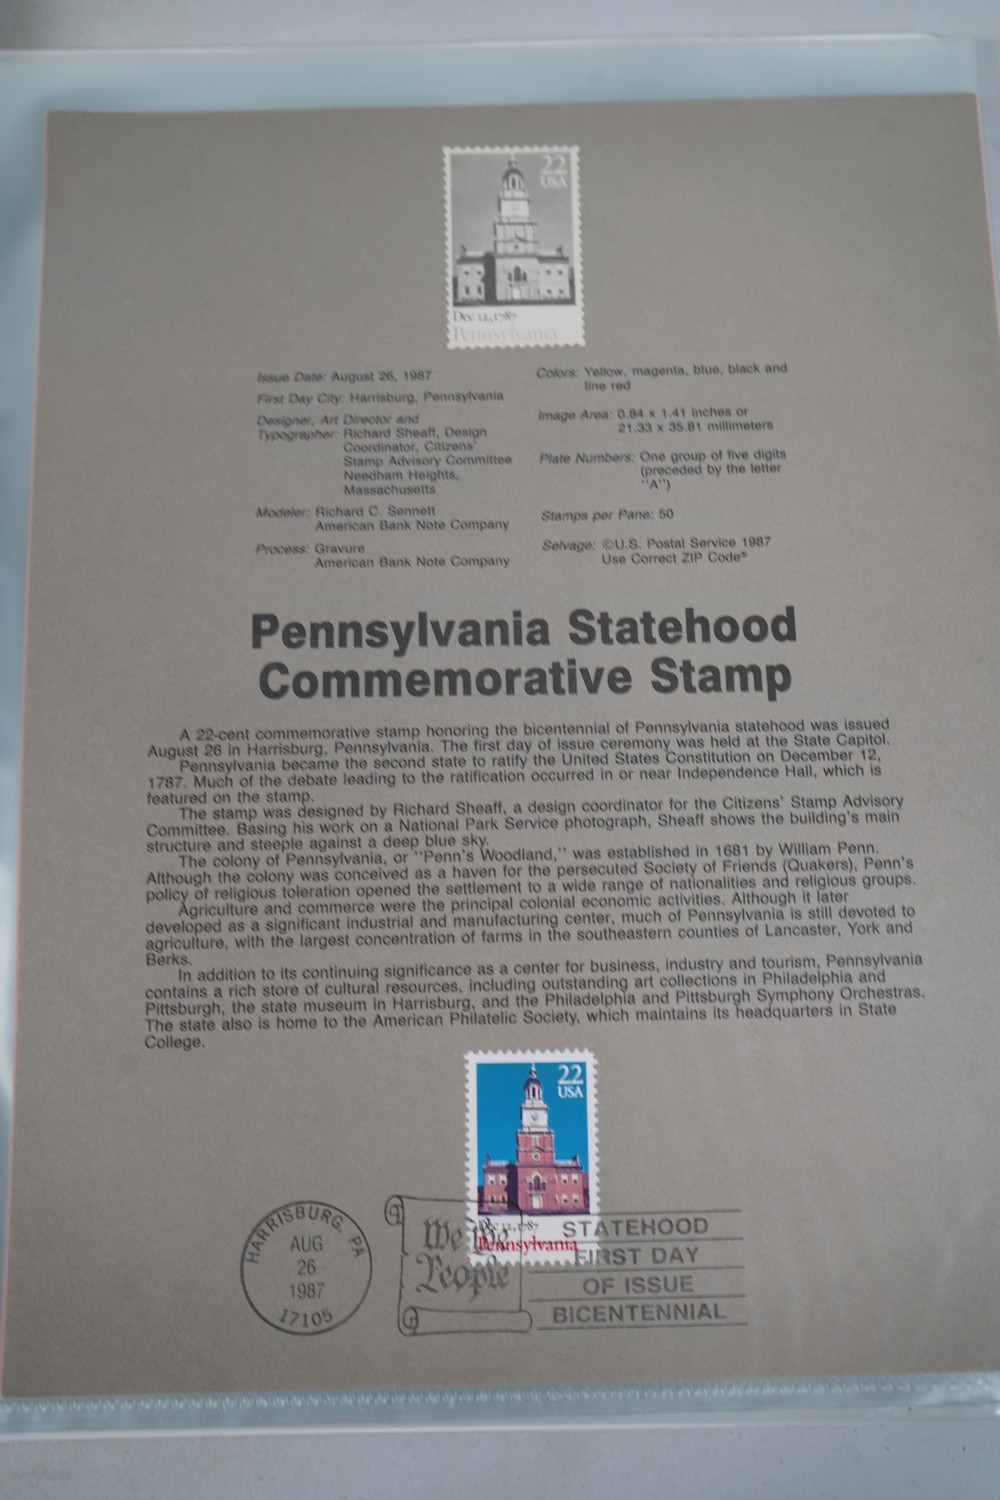 22
USA
Dec 12, 1787
Pennsylvania
Issue Date: August 26, 1987
First Day City: Harrisburg, Pennsylvania
Designer, Art Director and
Typographer: Richard Sheaff, Design
Coordinator, Citizens'
Stamp Advisory Committee
Needham Heights,
Massachusetts
Modeler: Richard C. Sennett
American Bank Note Company
Process: Gravure
American Bank Note Company
Colors: Yellow, magenta, blue, black and
line red
Image Area: 0.84 x 1.41 inches or
21.33 x 35.81 millimeters
Plate Numbers: One group of five digits
(preceded by the letter
"A")
Stamps per Pane: 50
Selvage: ©U.S. Postal Service 1987
Use Correct ZIP Code®
Pennsylvania Statehood
Commemorative Stamp
A 22-cent commemorative stamp honoring the bicentennial of Pennsylvania statehood was issued
August 26 in Harrisburg, Pennsylvania. The first day of issue ceremony was held at the State Capitol.
Pennsylvania became the second state to ratify the United States Constitution on December 12,
1787. Much of the debate leading to the ratification occurred in or near Independence Hall, which is
featured on the stamp.
The stamp was designed by Richard Sheaff, a design coordinator for the Citizens' Stamp Advisory
Committee. Basing his work on a National Park Service photograph, Sheaff shows the building's main
structure and steeple against a deep blue sky.
The colony of Pennsylvania, or "Penn's Woodland," was established in 1681 by William Penn.
Although the colony was conceived as a haven for the persecuted Society of Friends (Quakers), Penn's
policy of religious toleration opened the settlement to a wide range of nationalities and religious groups.
Agriculture and commerce were the principal colonial economic activities. Although it later
developed as a significant industrial and manufacturing center, much of Pennsylvania is still devoted to
agriculture, with the largest concentration of farms in the southeastern counties of Lancaster, York and
Berks.
In addition to its continuing significance as a center for business, industry and tourism, Pennsylvania
contains a rich store of cultural resources, including outstanding art collections in Philadelphia and
Pittsburgh, the state museum in Harrisburg, and the Philadelphia and Pittsburgh Symphony Orchestras.
The state also is home to the American Philatelic Society, which maintains its headquarters in State
College.
22
USA
Dec 12, 1787
Pennsylvania
HARRISBURG, PA
AUG
26
1987
17105
We the
People
STATEHOOD
FIRST DAY
OF ISSUE
BICENTENNIAL